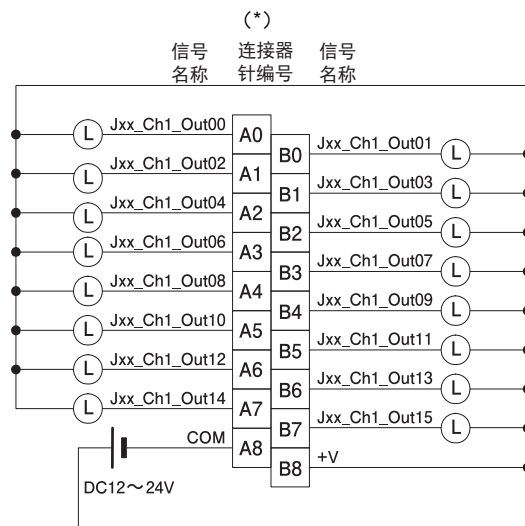 (*)
信号 连接器 信号
名称 针编号 名称
L Jxx_Ch1_Out00 A0
B0 Jxx_Ch1_Out01 L
L Jxx_Ch1_Out02 A1
B1 Jxx_Ch1_Out03 L
L Jxx_Ch1_Out04 A2
B2 Jxx_Ch1_Out05 L
L Jxx_Ch1_Out06 A3
B3 Jxx_Ch1_Out07 L
L Jxx_Ch1_Out08 A4
B4 Jxx_Ch1_Out09 L
L Jxx_Ch1_Out10 A5
B5 Jxx_Ch1_Out11 L
L Jxx_Ch1_Out12 A6
B6 Jxx_Ch1_Out13 L
L Jxx_Ch1_Out14 A7
B7 Jxx_Ch1_Out15 L
COM A8
B8 +V
DC12～24V